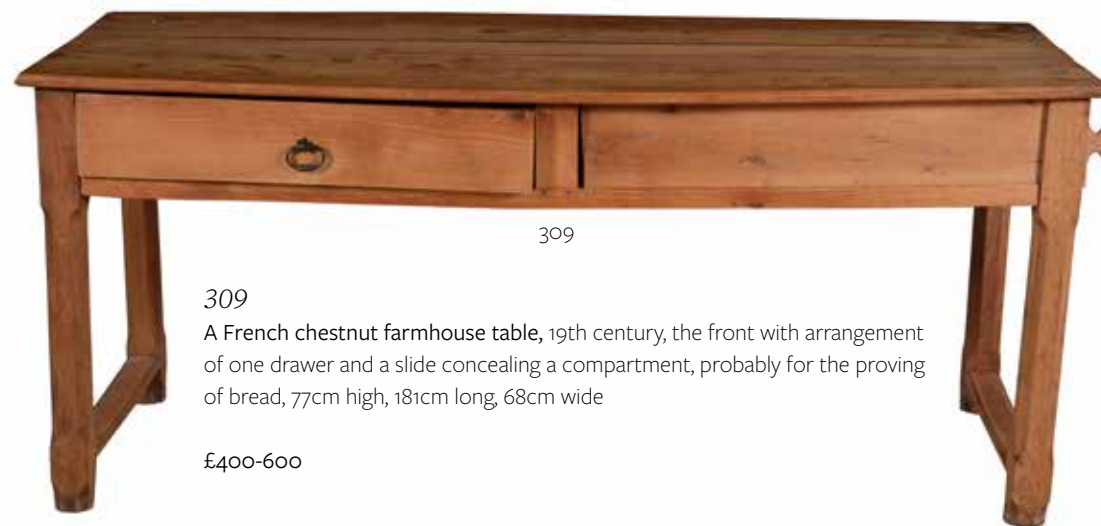 309
309
A French chestnut farmhouse table, 19th century, the front with arrangement
of one drawer and a slide concealing a compartment, probably for the proving
of bread, 77cm high, 181cm long, 68cm wide
£400-600